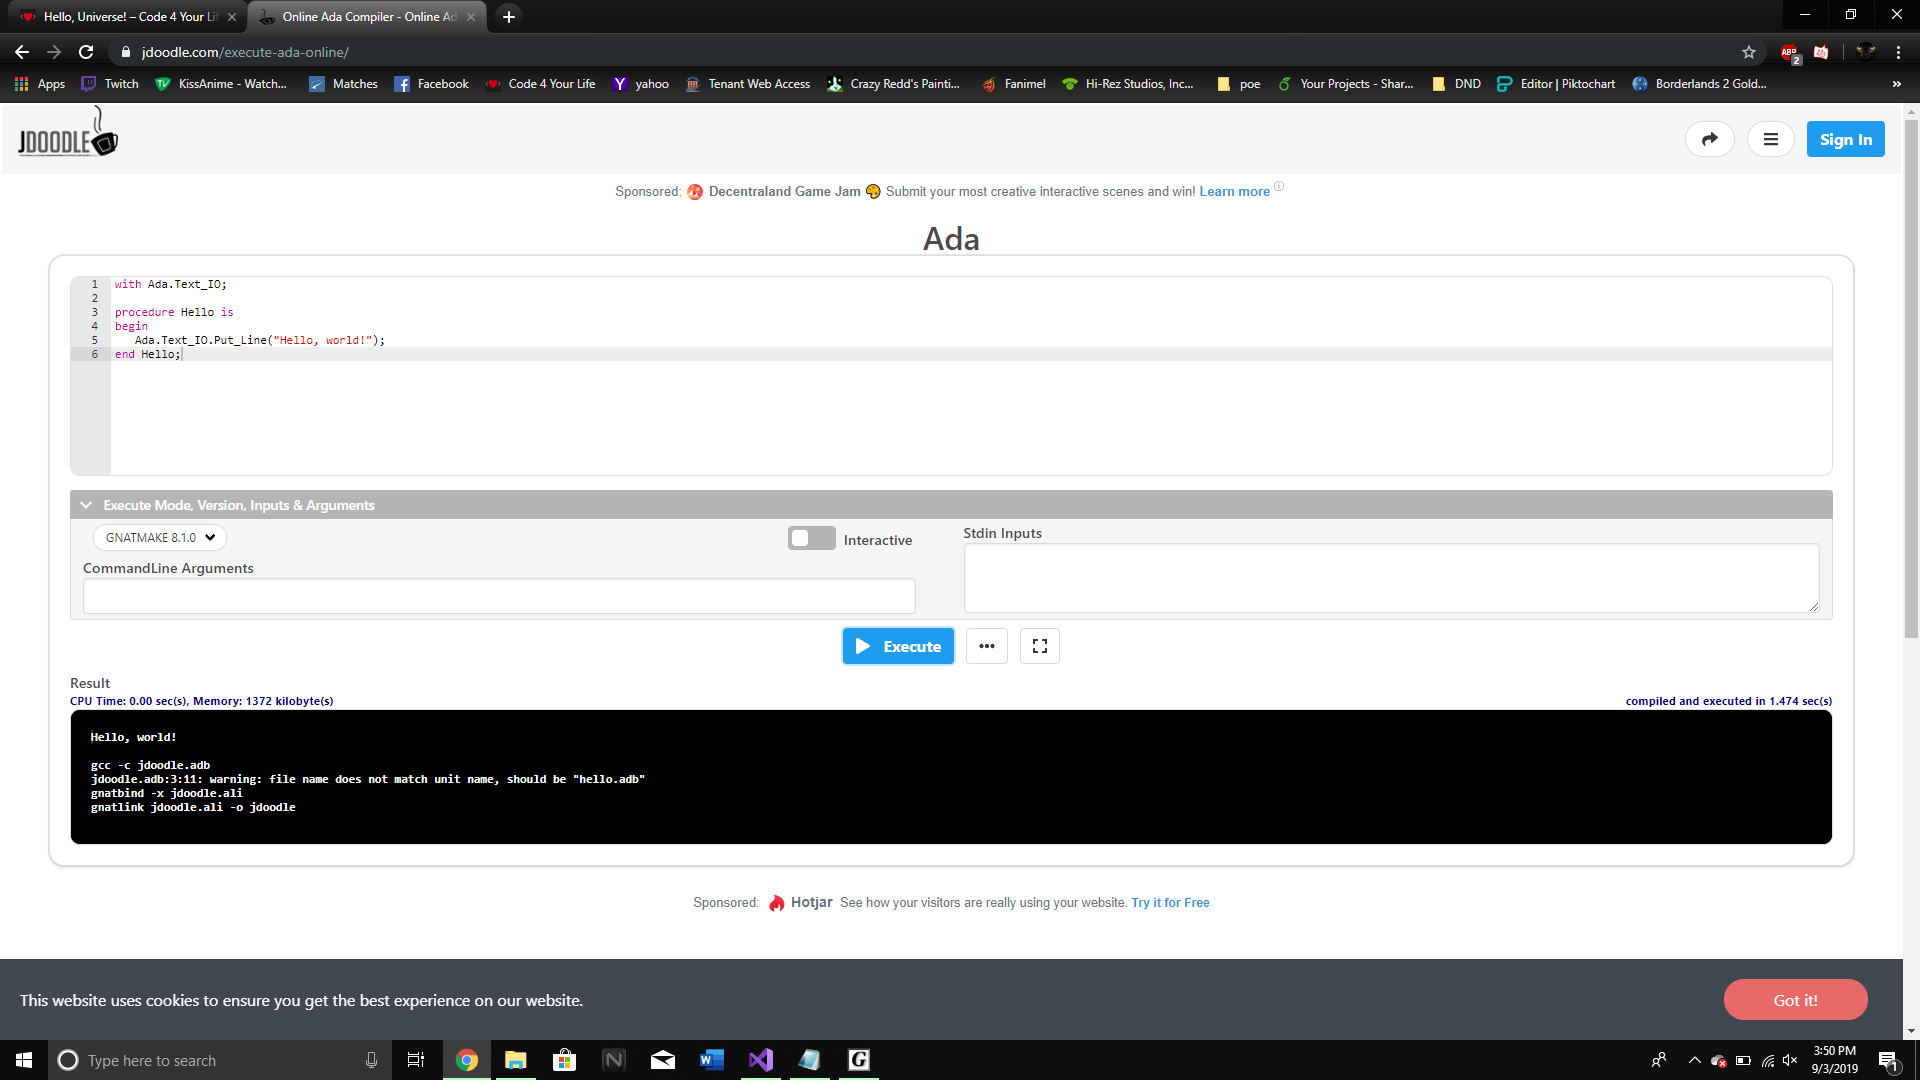 Hello, Universe! – Code 4 Your Lif
Online Ada Compiler - Online Ad
jdoodle.com/execute-ada-online/
ABP
2
Apps
Twitch
KissAnime - Watch...
Matches
Facebook
Code 4 Your Life
yahoo
Tenant Web Access
Crazy Redd's Painti...
Fanimel
Hi-Rez Studios, Inc...
poe
Your Projects - Shar...
DND
Editor | Piktochart
Borderlands 2 Gold...
»
JDOODLE
Sign In
Sponsored: Decentraland Game Jam Submit your most creative interactive scenes and win! Learn more
Ada
1 with Ada.Text_IO;
2
3 procedure Hello is
4 begin
5 Ada.Text_IO.Put_Line("Hello, world!");
6 end Hello;
Execute Mode, Version, Inputs & Arguments
GNATMAKE 8.1.0
Interactive
Stdin Inputs
CommandLine Arguments
Execute
Result
CPU Time: 0.00 sec(s), Memory: 1372 kilobyte(s)
compiled and executed in 1.474 sec(s)
Hello, world!
gcc -c jdoodle.adb
jdoodle.adb:3:11: warning: file name does not match unit name, should be "hello.adb"
gnatbind -x jdoodle.ali
gnatlink jdoodle.ali -o jdoodle
Sponsored: Hotjar See how your visitors are really using your website. Try it for Free
This website uses cookies to ensure you get the best experience on our website.
Got it!
Type here to search
3:50 PM
9/3/2019
1